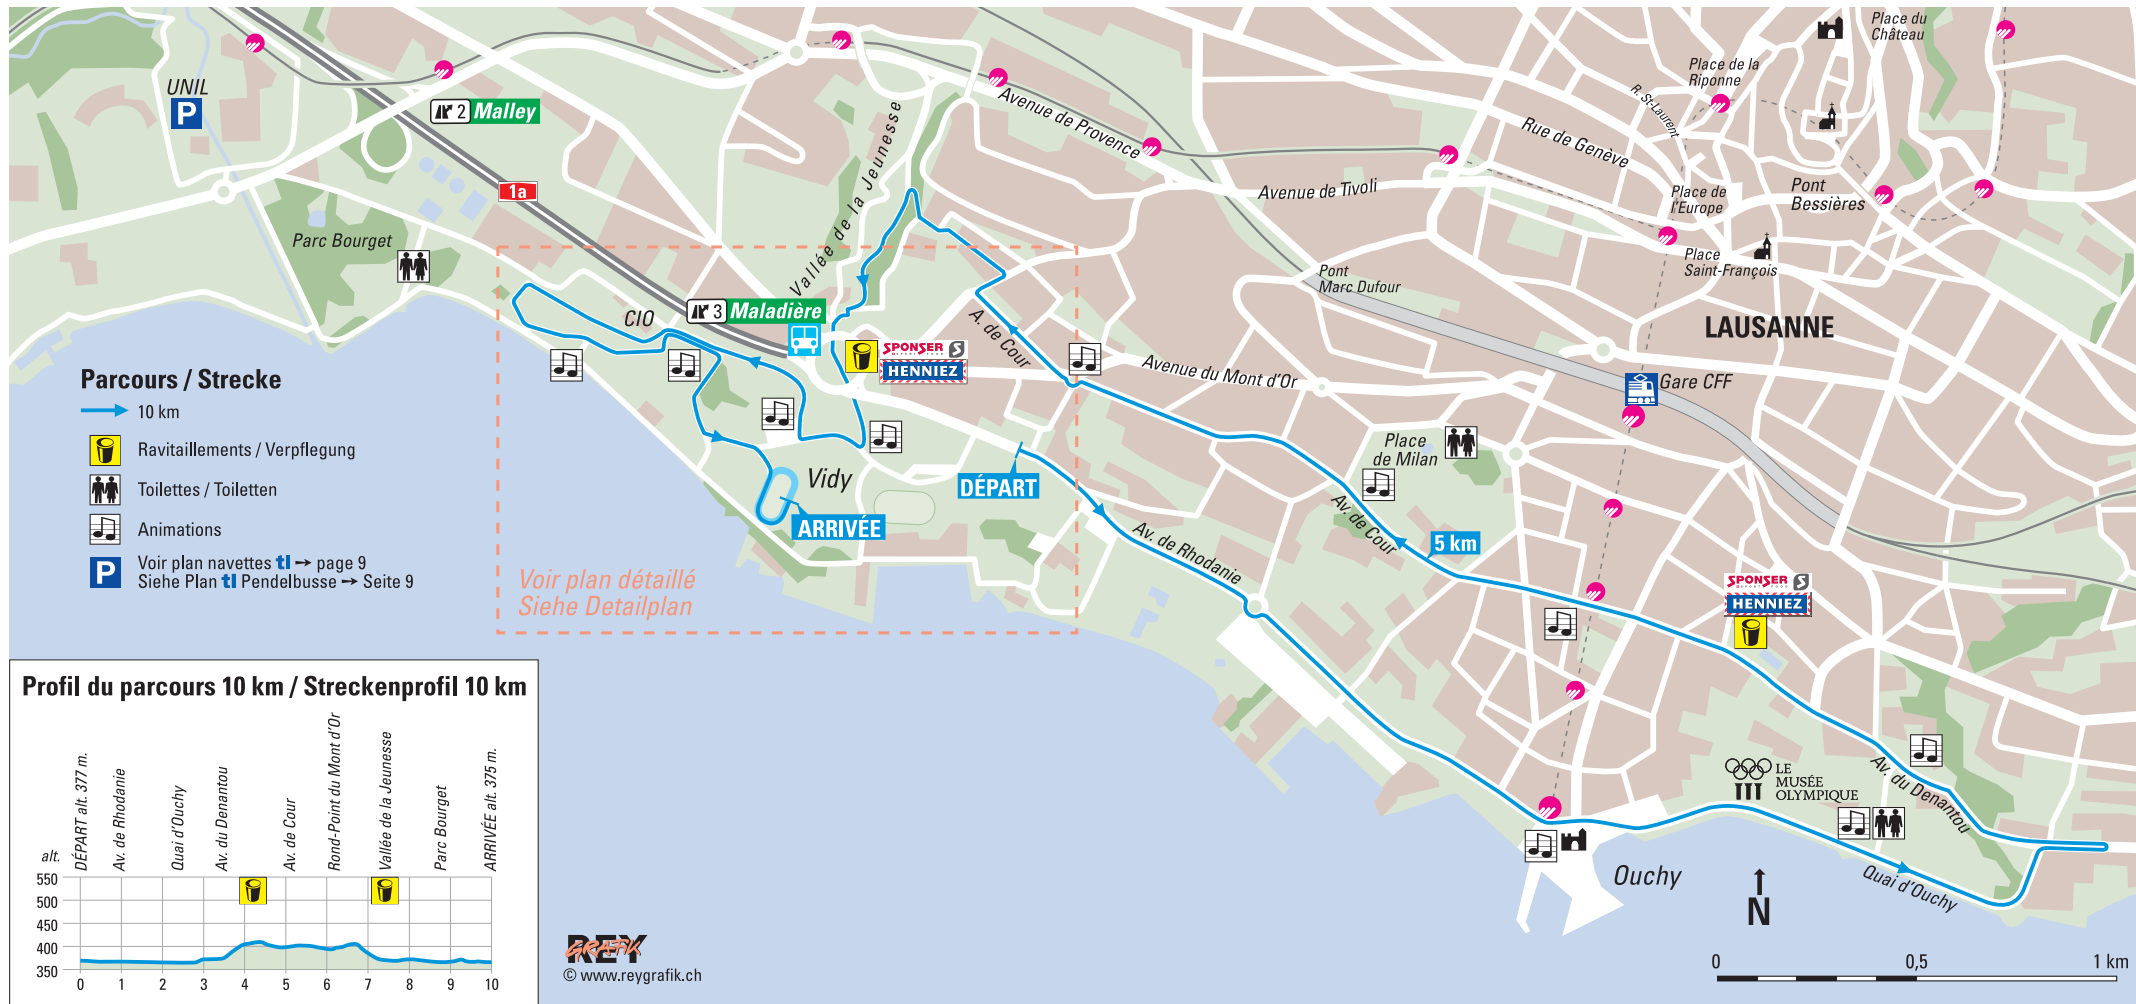 Place du
Château
Place de la
Riponne
UNIL
P
2 Malley
Avenue de Provence
R. St-Laurent
Rue de Genève
Vallée de la Jeunesse
1a
Avenue de Tivoli
Place de
l'Europe
Pont
Bessières
Parc Bourget
Place
Saint-François
Pont
Marc Dufour
CIO
3 Maladière
A. de Cour
LAUSANNE
SPONSER
HENNIEZ
Avenue du Mont d'Or
Gare CFF
Parcours / Strecke
10 km
Ravitaillements / Verpflegung
Toilettes / Toiletten
Animations
P
Voir plan navettes tl → page 9
Siehe Plan tl Pendelbusse → Seite 9
Place
de Milan
Vidy
DÉPART
ARRIVÉE
Av. de Cour
Av. de Rhodanie
5 km
Voir plan détaillé
Siehe Detailplan
SPONSER
HENNIEZ
LE
MUSÉE
OLYMPIQUE
Av. du Denantou
Ouchy
Quai d'Ouchy
N
0 0,5 1 km
Profil du parcours 10 km / Streckenprofil 10 km
DÉPART alt. 377 m.
Av. de Rhodanie
Quai d'Ouchy
Av. du Denantou
Av. de Cour
Rond-Point du Mont d'Or
Vallée de la Jeunesse
Parc Bourget
ARRIVÉE alt. 375 m.
alt.
550
500
450
400
350
0 1 2 3 4 5 6 7 8 9 10
REY
GRAFIK
© www.reygrafik.ch